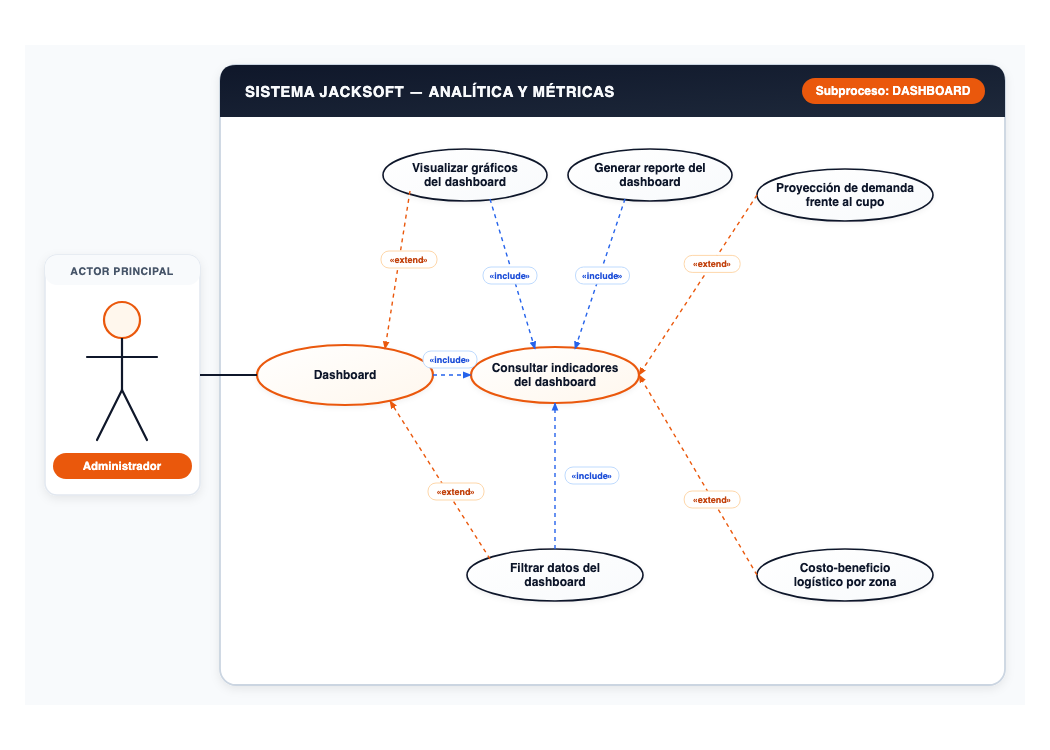 SISTEMA JACKSOFT — ANALÍTICA Y MÉTRICAS
Subproceso: DASHBOARD
Visualizar gráficos
del dashboard
Generar reporte del
dashboard
Proyección de demanda
frente al cupo
«extend»
«include»
«include»
«extend»
ACTOR PRINCIPAL
Administrador
Dashboard
«include»
Consultar indicadores
del dashboard
«extend»
«include»
«extend»
Filtrar datos del
dashboard
Costo-beneficio
logístico por zona